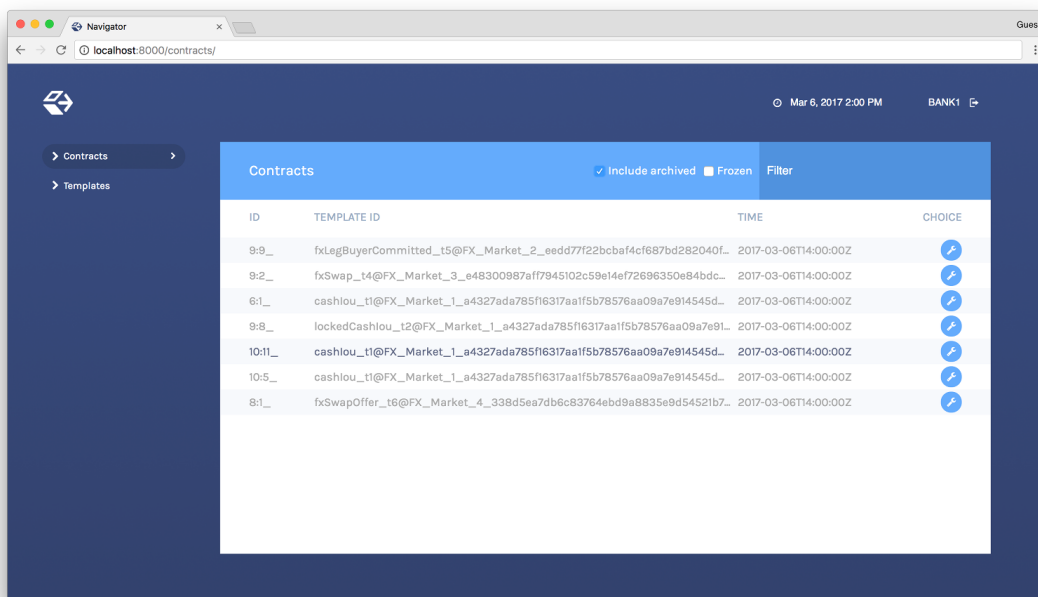 Navigator
Gues
localhost:8000/contracts/
Mar 6, 2017 2:00 PM BANK1
Contracts
Templates
Contracts Include archived Frozen Filter
ID TEMPLATE ID TIME CHOICE
9:9_ fxLegBuyerCommitted_t5@FX_Market_2_eedd77f22bcbaf4cf687bd282040f... 2017-03-06T14:00:00Z
9:2_ fxSwap_t4@FX_Market_3_e48300987aff7945102c59e14ef72696350e84bdc... 2017-03-06T14:00:00Z
6:1_ cashIou_t1@FX_Market_1_a4327ada785f16317aa1f5b78576aa09a7e914545d... 2017-03-06T14:00:00Z
9:8_ lockedCashIou_t2@FX_Market_1_a4327ada785f16317aa1f5b78576aa09a7e91... 2017-03-06T14:00:00Z
10:11_ cashIou_t1@FX_Market_1_a4327ada785f16317aa1f5b78576aa09a7e914545d... 2017-03-06T14:00:00Z
10:5_ cashIou_t1@FX_Market_1_a4327ada785f16317aa1f5b78576aa09a7e914545d... 2017-03-06T14:00:00Z
8:1_ fxSwapOffer_t6@FX_Market_4_338d5ea7db6c83764ebd9a8835e9d54521b7... 2017-03-06T14:00:00Z